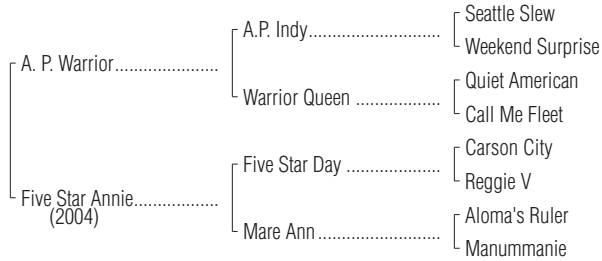 Seattle Slew
A.P. Indy
Weekend Surprise
A. P. Warrior
Quiet American
Warrior Queen
Call Me Fleet
Carson City
Five Star Day
Reggie V
Five Star Annie
(2004)
Aloma's Ruler
Mare Ann
Manummanie